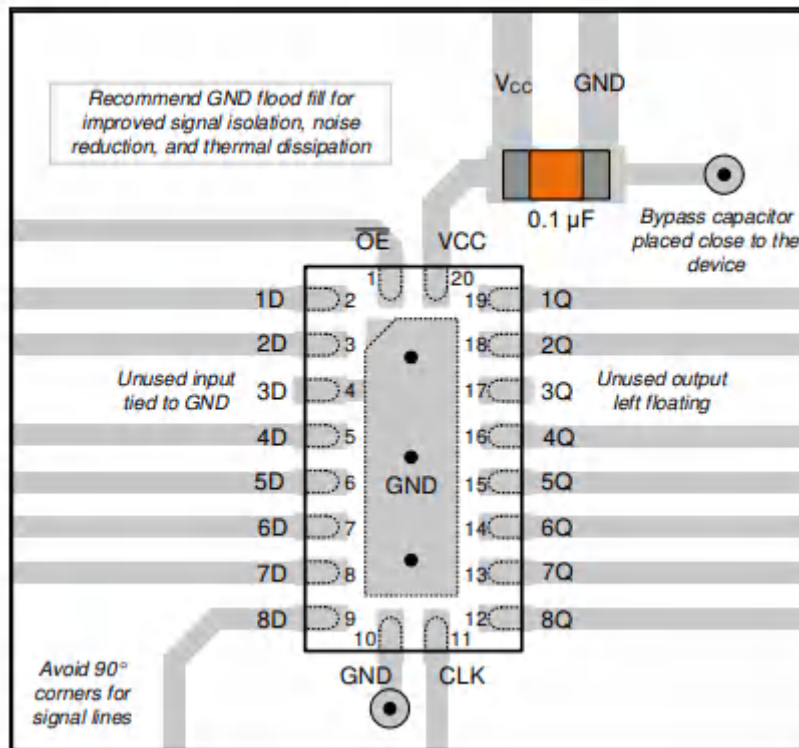 Recommend GND flood fill for
improved signal isolation, noise
reduction, and thermal dissipation
VCC GND
0.1 µF
Bypass capacitor
placed close to the
device
OE VCC
1 20
1D 2 19 1Q
2D 3 18 2Q
Unused input
tied to GND
3D 4 17 3Q
Unused output
left floating
4D 5 16 4Q
5D 6 15 5Q
GND
6D 7 14 6Q
7D 8 13 7Q
8D 9 12 8Q
10 11
GND CLK
Avoid 90°
corners for
signal lines